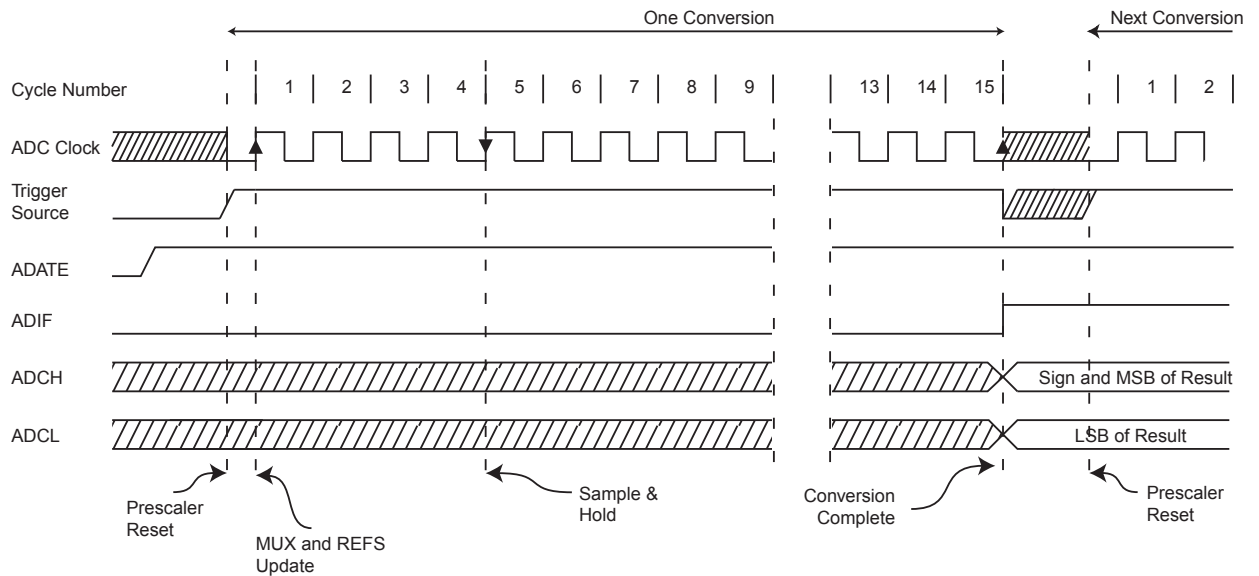 One Conversion
Next Conversion
Cycle Number
1 2 3 4 5 6 7 8 9 13 14 15 1 2
ADC Clock
Trigger
Source
ADATE
ADIF
ADCH
Sign and MSB of Result
ADCL
LSB of Result
Prescaler
Reset
MUX and REFS
Update
Sample &
Hold
Conversion
Complete
Prescaler
Reset